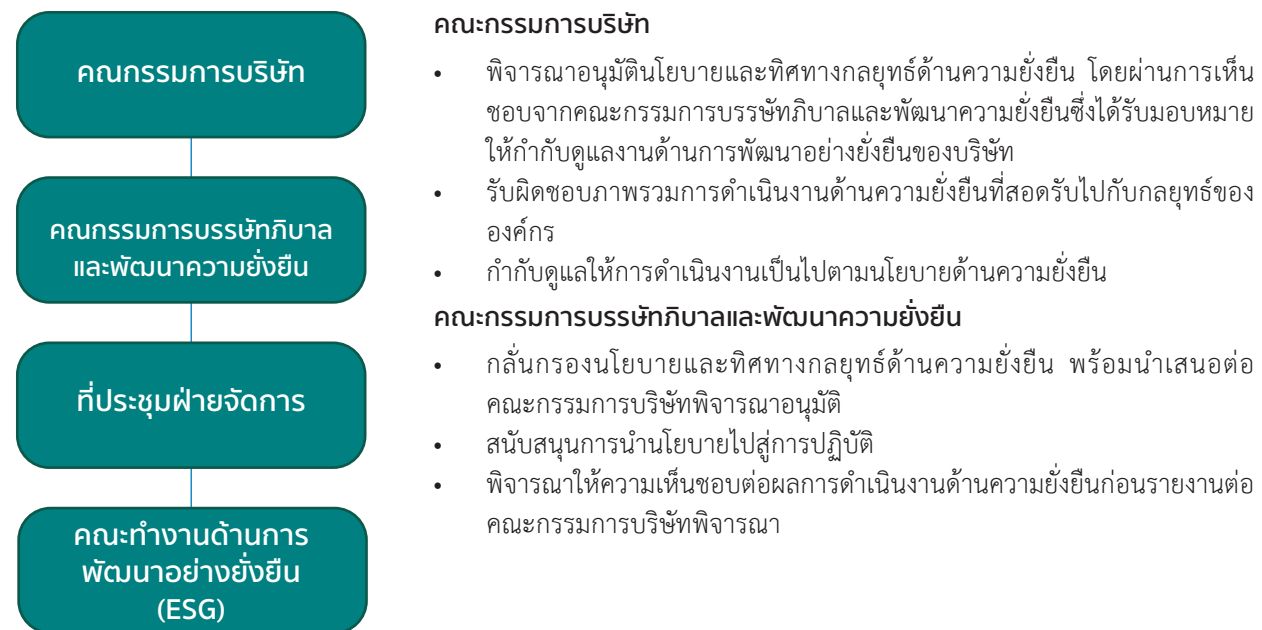 คณกรรมการบริษัท
คณกรรมการบรรษัทภิบาล
และพัฒนาความยั่งยืน
ที่ประชุมฝ่ายจัดการ
คณะทำงานด้านการ
พัฒนาอย่างยั่งยืน
(ESG)
คณะกรรมการบริษัท
• พิจารณาอนุมัตินโยบายและทิศทางกลยุทธ์ด้านความยั่งยืน โดยผ่านการเห็น
ชอบจากคณะกรรมการบรรษัทภิบาลและพัฒนาความยั่งยืนซึ่งได้รับมอบหมาย
ให้กำกับดูแลงานด้านการพัฒนาอย่างยั่งยืนของบริษัท
• รับผิดชอบภาพรวมการดำเนินงานด้านความยั่งยืนที่สอดรับไปกับกลยุทธ์ของ
องค์กร
• กำกับดูแลให้การดำเนินงานเป็นไปตามนโยบายด้านความยั่งยืน
คณะกรรมการบรรษัทภิบาลและพัฒนาความยั่งยืน
• กลั่นกรองนโยบายและทิศทางกลยุทธ์ด้านความยั่งยืน พร้อมนำเสนอต่อ
คณะกรรมการบริษัทพิจารณาอนุมัติ
• สนับสนุนการนำนโยบายไปสู่การปฏิบัติ
• พิจารณาให้ความเห็นชอบต่อผลการดำเนินงานด้านความยั่งยืนก่อนรายงานต่อ
คณะกรรมการบริษัทพิจารณา